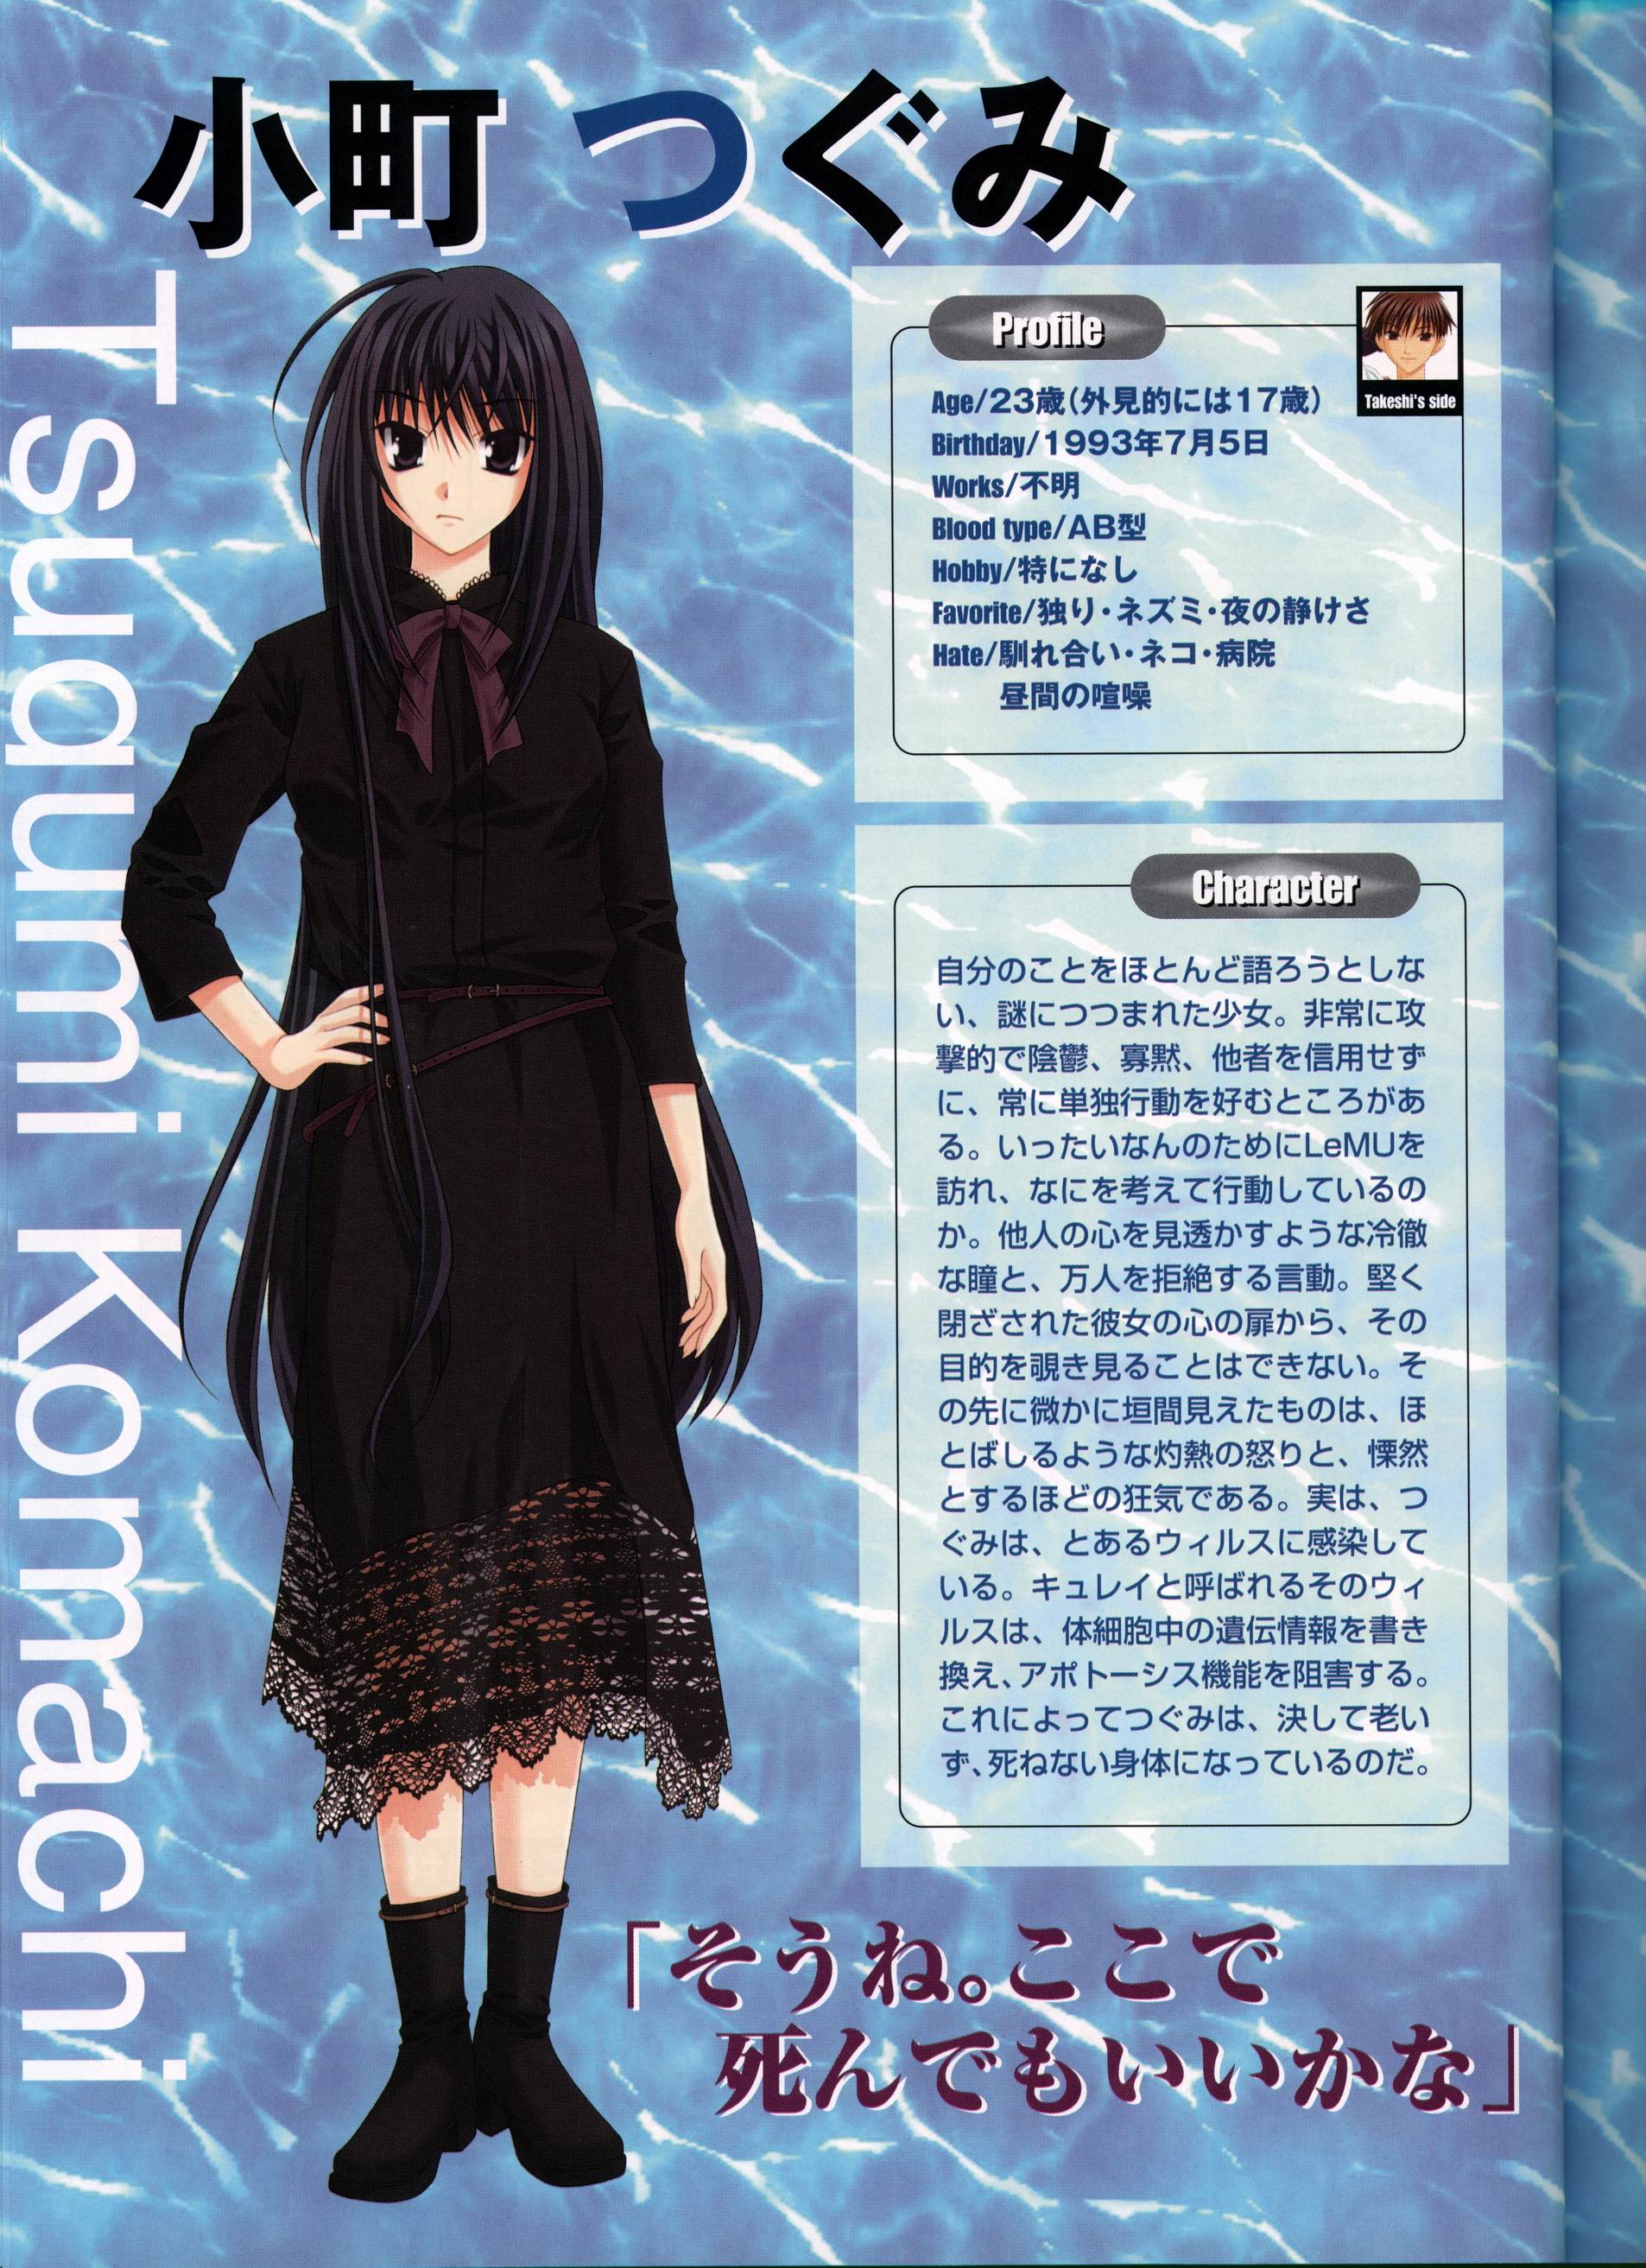 小町 つぐみ
Tsugumi Komachi
Profile
Takeshi's side
Age/23歳(外見的には17歳)
Birthday/1993年7月5日
Works/不明
Blood type/AB型
Hobby/特になし
Favorite/独り・ネズミ・夜の静けさ
Hate/馴れ合い・ネコ・病院
昼間の喧噪
Character
自分のことをほとんど語ろうとしな
い、謎につつまれた少女。非常に攻
撃的で陰鬱、寡黙、他者を信用せず
に、常に単独行動を好むところがあ
る。いったいなんのためにLeMUを
訪れ、なにを考えて行動しているの
か。他人の心を見透かすような冷徹
な瞳と、万人を拒絶する言動。堅く
閉ざされた彼女の心の扉から、その
目的を覗き見ることはできない。そ
の先に微かに垣間見えたものは、ほ
とばしるような灼熱の怒りと、慄然
とするほどの狂気である。実は、つ
ぐみは、とあるウィルスに感染して
いる。キュレイと呼ばれるそのウィ
ルスは、体細胞中の遺伝情報を書き
換え、アポトーシス機能を阻害する。
これによってつぐみは、決して老い
ず、死ねない身体になっているのだ。
「そうね。ここで
死んでもいいかな」